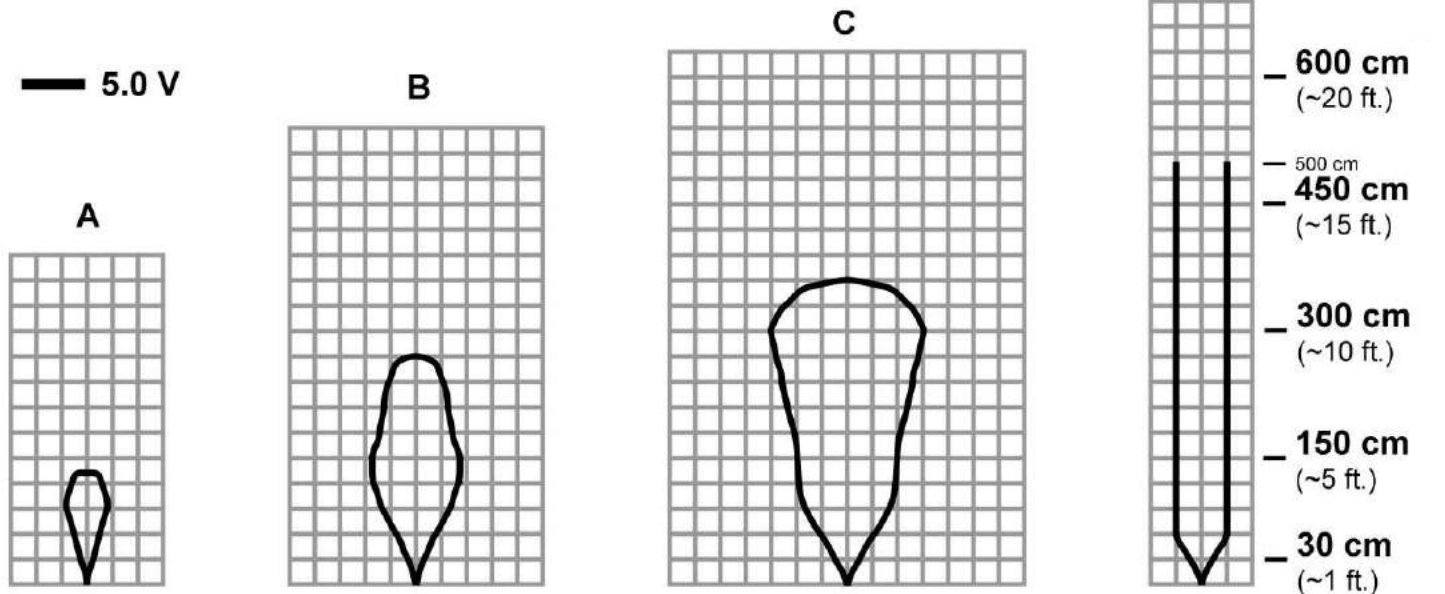 C
5.0 V
B
A
600 cm
(~20 ft.)
500 cm
450 cm
(~15 ft.)
300 cm
(~10 ft.)
150 cm
(~5 ft.)
30 cm
(~1 ft.)